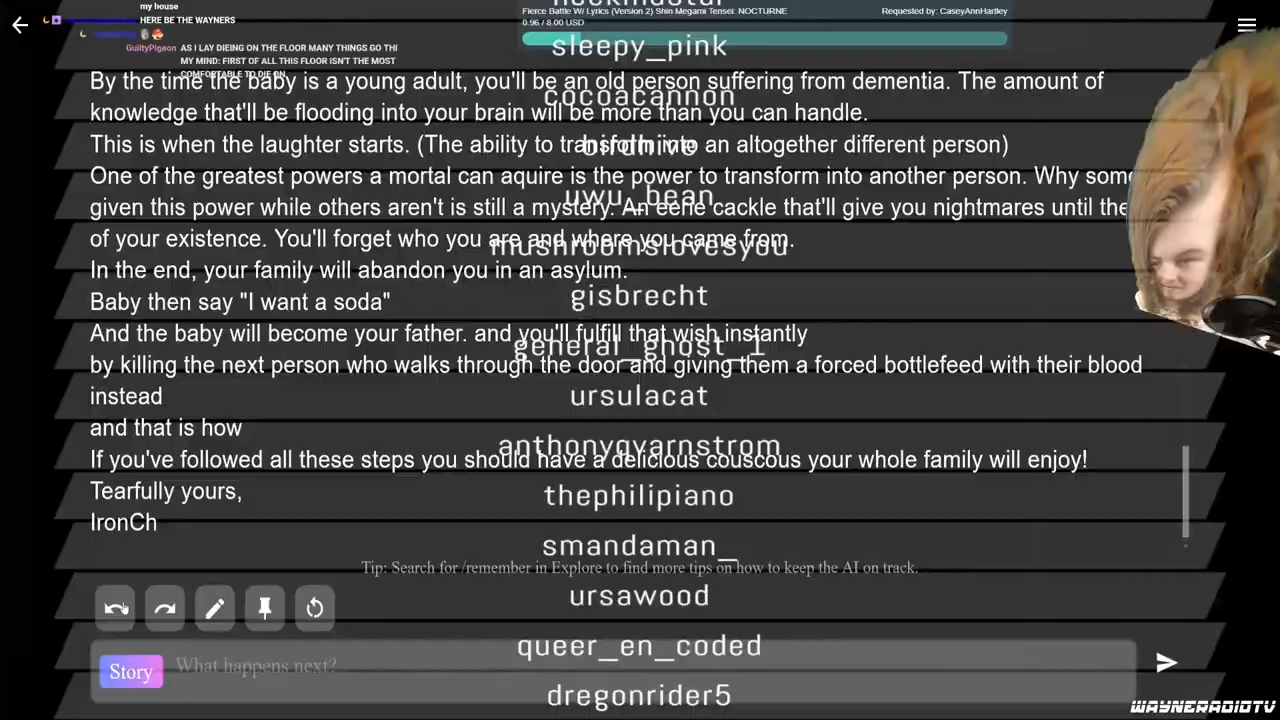 my house
HERE BE THE WAYNERS
GuiltyPigeon AS I LAY DIEING ON THE FLOOR MANY THINGS GO THI
MY MIND: FIRST OF ALL THIS FLOOR ISN'T THE MOST
COMFORTABLE TO DIE ON
Fierce Battle W/ Lyrics (Version 2) Shin Megami Tensei: NOCTURNE
Requested by: CaseyAnnHartley
0.96 / 8.00 USD
sleepy_pink
By the time the baby is a young adult, you'll be an old person suffering from dementia. The amount of
cocoacannon
knowledge that'll be flooding into your brain will be more than you can handle.
This is when the laughter starts. (The ability to transform into an altogether different person)
birdhive
One of the greatest powers a mortal can aquire is the power to transform into another person. Why some
uwu_bean
given this power while others aren't is still a mystery. An eerie cackle that'll give you nightmares until the
of your existence. You'll forget who you are and where you came from.
mushroomslovesyou
In the end, your family will abandon you in an asylum.
gisbrecht
Baby then say "I want a soda"
And the baby will become your father. and you'll fulfill that wish instantly
general_ghost_1
by killing the next person who walks through the door and giving them a forced bottlefeed with their blood
instead
ursulacat
and that is how
anthonyqvarnstrom
If you've followed all these steps you should have a delicious couscous your whole family will enjoy!
Tearfully yours,
thephilipiano
IronCh
smandaman_
Tip: Search for /remember in Explore to find more tips on how to keep the AI on track.
ursawood
queer_en_coded
Story What happens next?
dregonrider5
WAYNERADIOTV